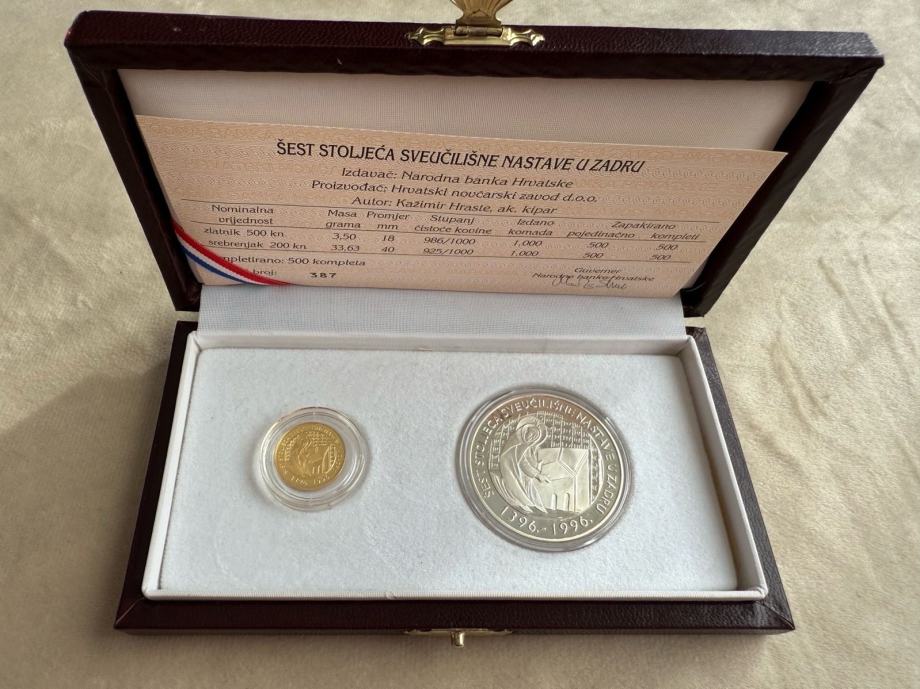 ŠEST STOLJEĆA SVEUČILIŠNE NASTAVE U ZADRU
Izdavač: Narodna banka Hrvatske
Proizvođač: Hrvatski novčarski zavod d.o.o.
Autor: Kažimir Hraste, ak. kipar
Nominalna vrijednost Masa grama Promjer mm Stupanj čistoće kovine Izdano komada Zapakirano pojedinačno kompleti
zlatnik 500 kn 3,50 18 986/1000 1.000 500 500
srebrenjak 200 kn 33,63 40 925/1000 1.000 500 500
mpletirano: 500 kompleta
broj: 387
Guverner
Narodne banke Hrvatske
ŠEST STOLJEĆA SVEUČILIŠNE NASTAVE U ZADRU
1396.-1996.